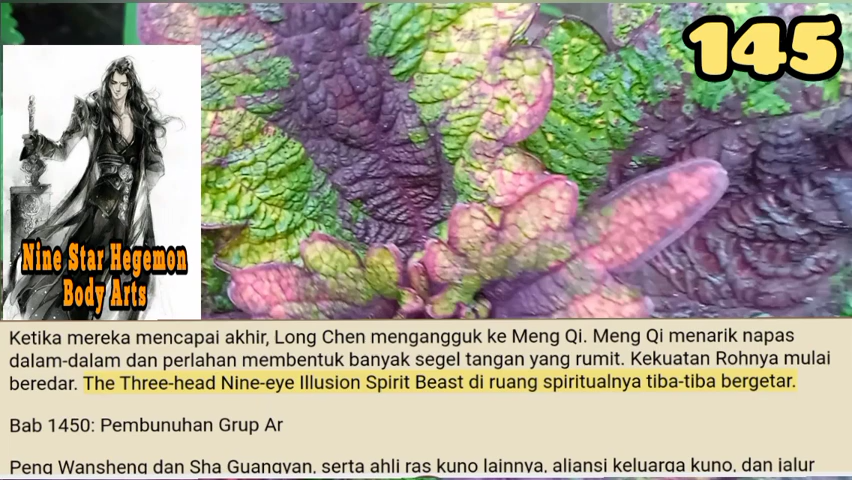 145
Nine Star Hegemon
Body Arts
Ketika mereka mencapai akhir, Long Chen mengangguk ke Meng Qi. Meng Qi menarik napas
dalam-dalam dan perlahan membentuk banyak segel tangan yang rumit. Kekuatan Rohnya mulai
beredar. The Three-head Nine-eye Illusion Spirit Beast di ruang spiritualnya tiba-tiba bergetar.
Bab 1450: Pembunuhan Grup Ar
Peng Wansheng dan Sha Guangyan, serta ahli ras kuno lainnya, aliansi keluarga kuno, dan jalur